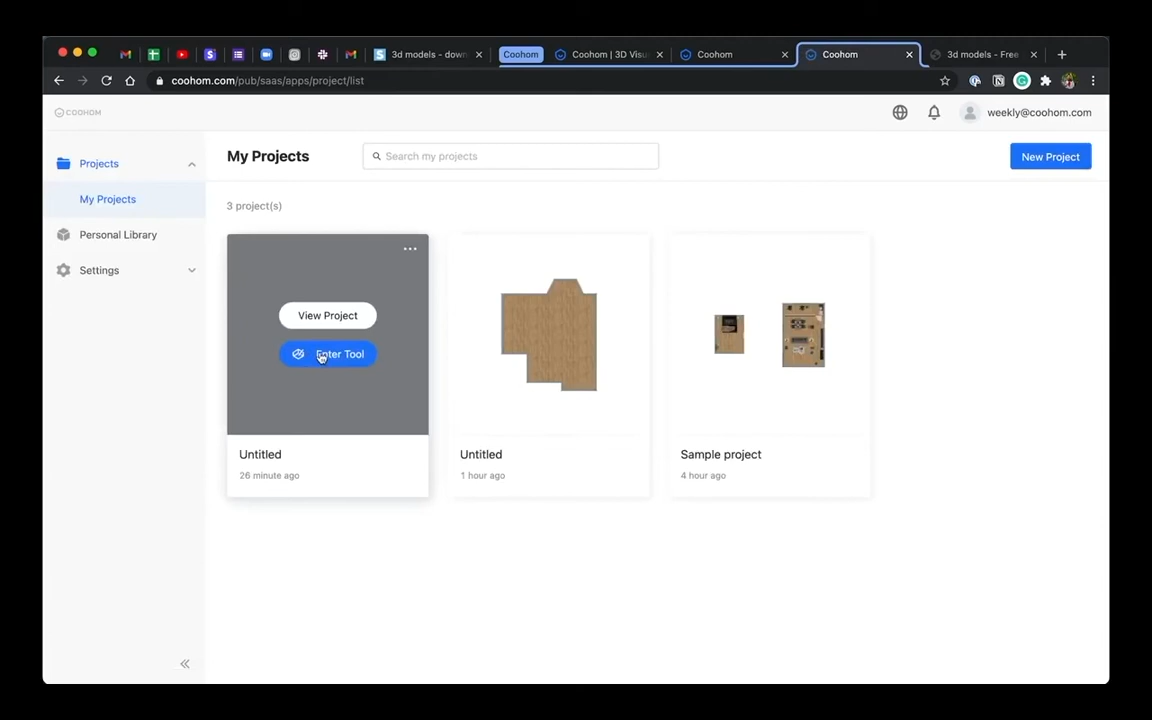 3d models - down
Coohom
Coohom | 3D Visu
Coohom
Coohom
3d models - Free
coohom.com/pub/saas/apps/project/list
COOHOM
weekly@coohom.com
Projects
My Projects
Personal Library
Settings
My Projects
Search my projects
New Project
3 project(s)
View Project
Enter Tool
Untitled
26 minute ago
Untitled
1 hour ago
Sample project
4 hour ago